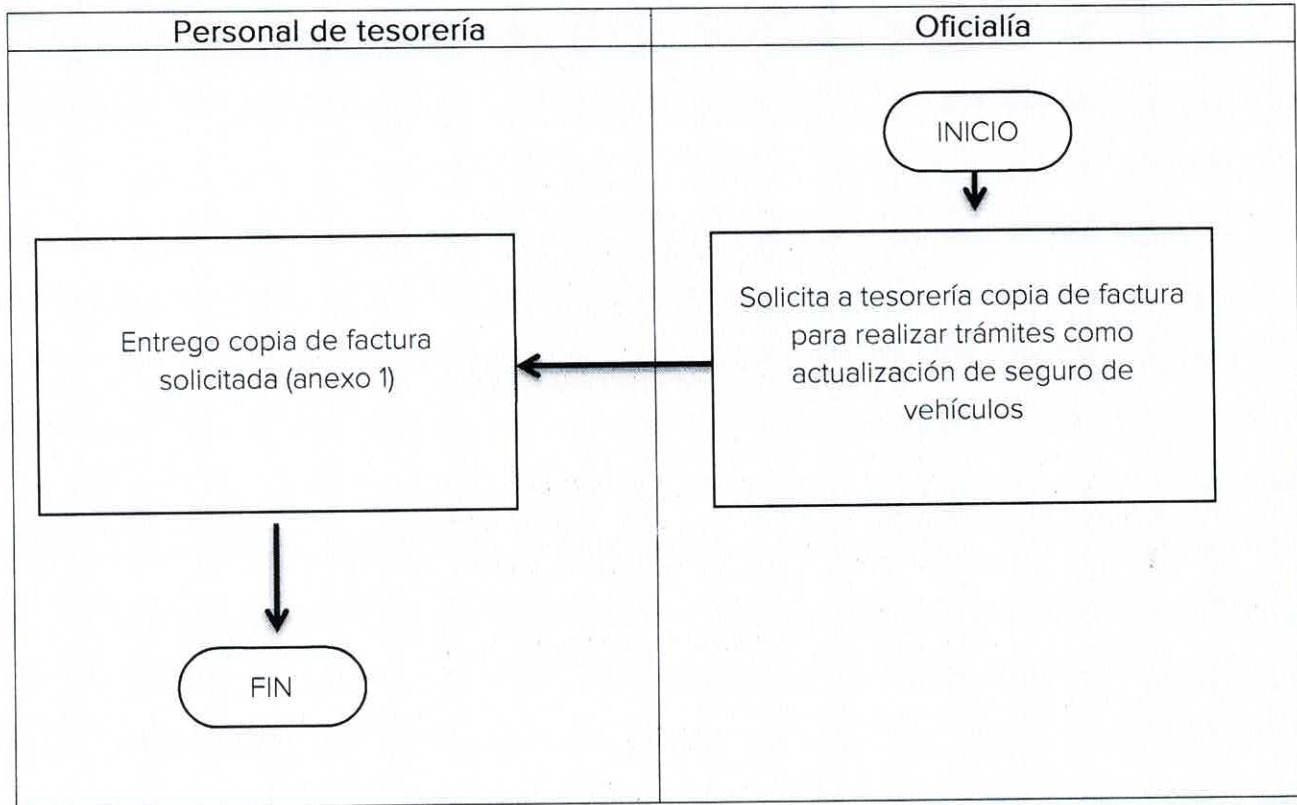 Personal de tesorería
Oficialía
INICIO
Solicita a tesorería copia de factura
para realizar trámites como
actualización de seguro de
vehículos
Entrego copia de factura
solicitada (anexo 1)
FIN